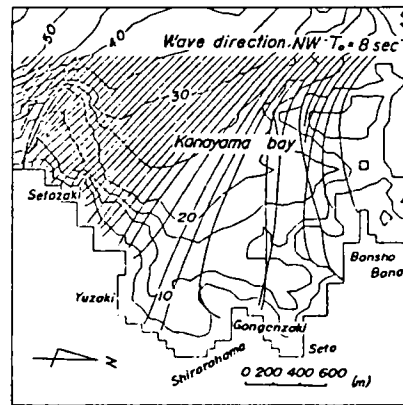 50
40
Wave direction NW T₀ = 8 sec
30
Kanayama bay
Setozaki
20
Bansho
Bana
Yuzaki
10
Gongenzaki
Seto
Shirarahama
N
0 200 400 600
(m)